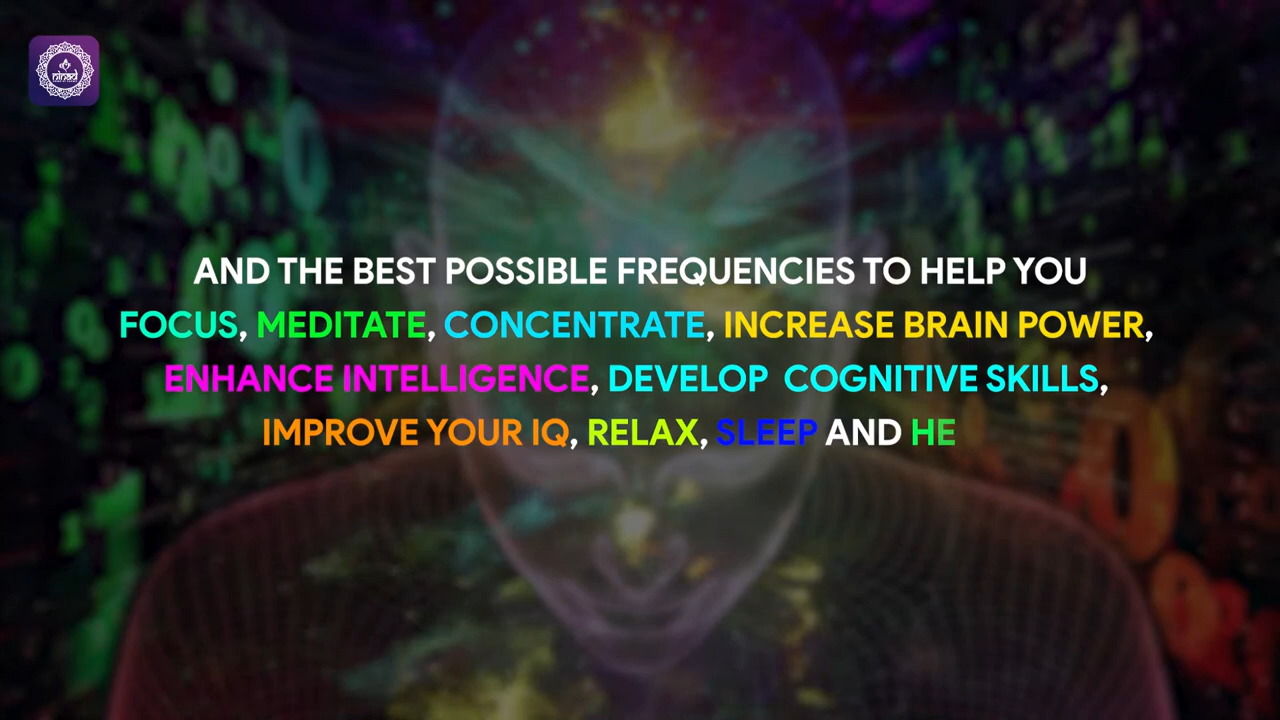 ninad
AND THE BEST POSSIBLE FREQUENCIES TO HELP YOU
FOCUS, MEDITATE, CONCENTRATE, INCREASE BRAIN POWER,
ENHANCE INTELLIGENCE, DEVELOP COGNITIVE SKILLS,
IMPROVE YOUR IQ, RELAX, SLEEP AND HE